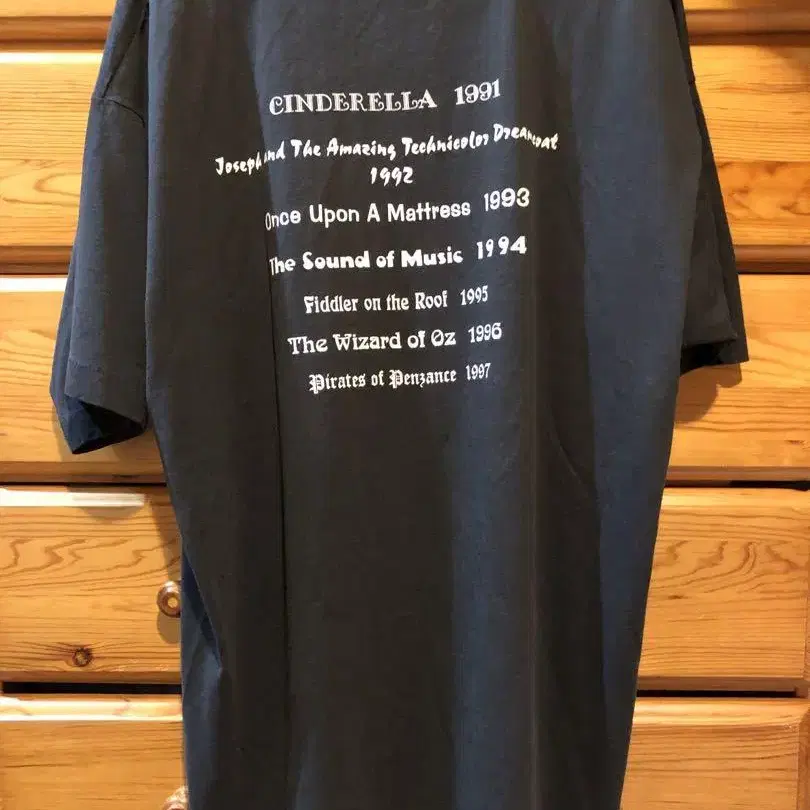 CINDERELLA 1991
Joseph and The Amazing Technicolor Dreamcoat
1992
Once Upon A Mattress 1993
The Sound of Music 1994
Fiddler on the Roof 1995
The Wizard of Oz 1996
Pirates of Penzance 1997